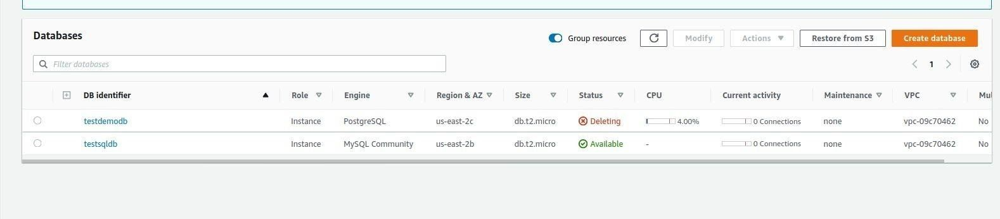 Databases
Group resources
Modify
Actions
Restore from S3
Create database
Filter databases
1
DB identifier Role Engine Region & AZ Size Status CPU Current activity Maintenance VPC Mul
testdemodb Instance PostgreSQL us-east-2c db.t2.micro Deleting 4.00% 0 Connections none vpc-09c70462 No
testsqldb Instance MySQL Community us-east-2b db.t2.micro Available - 0 Connections none vpc-09c70462 No